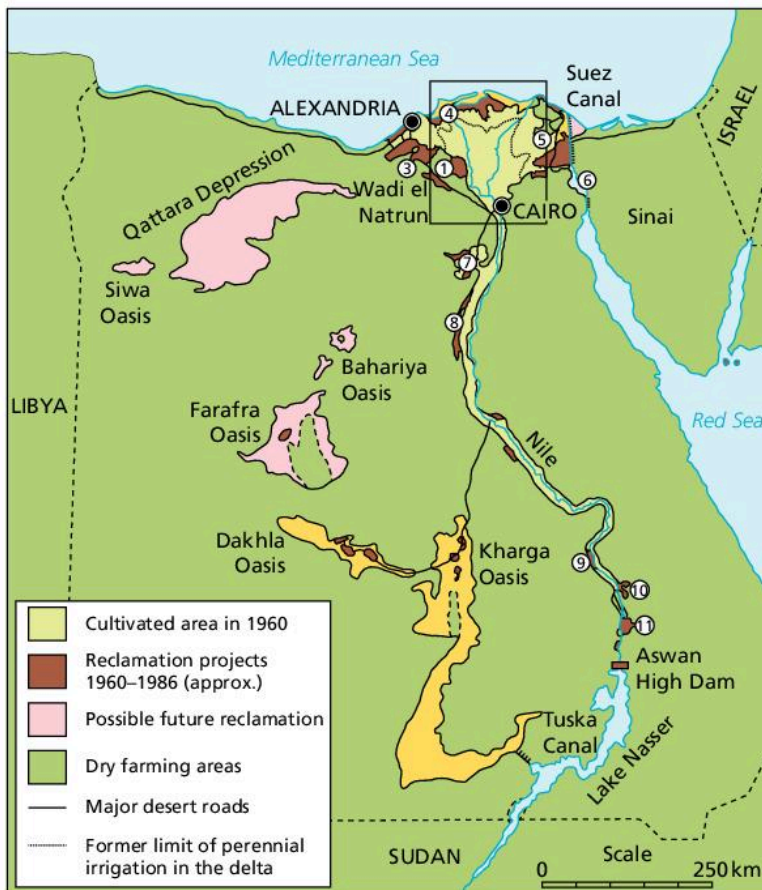 Mediterranean Sea
Suez
Canal
ALEXANDRIA
ISRAEL
4
5
3
1
6
Wadi el
Natrun
CAIRO
Sinai
Qattara Depression
Siwa
Oasis
7
8
Bahariya
Oasis
LIBYA
Farafra
Oasis
Red Sea
Nile
Dakhla
Oasis
Kharga
Oasis
9
10
11
Aswan
High Dam
Tuska
Canal
Lake Nasser
SUDAN
Cultivated area in 1960
Reclamation projects
1960–1986 (approx.)
Possible future reclamation
Dry farming areas
Major desert roads
Former limit of perennial
irrigation in the delta
Scale
0
250 km